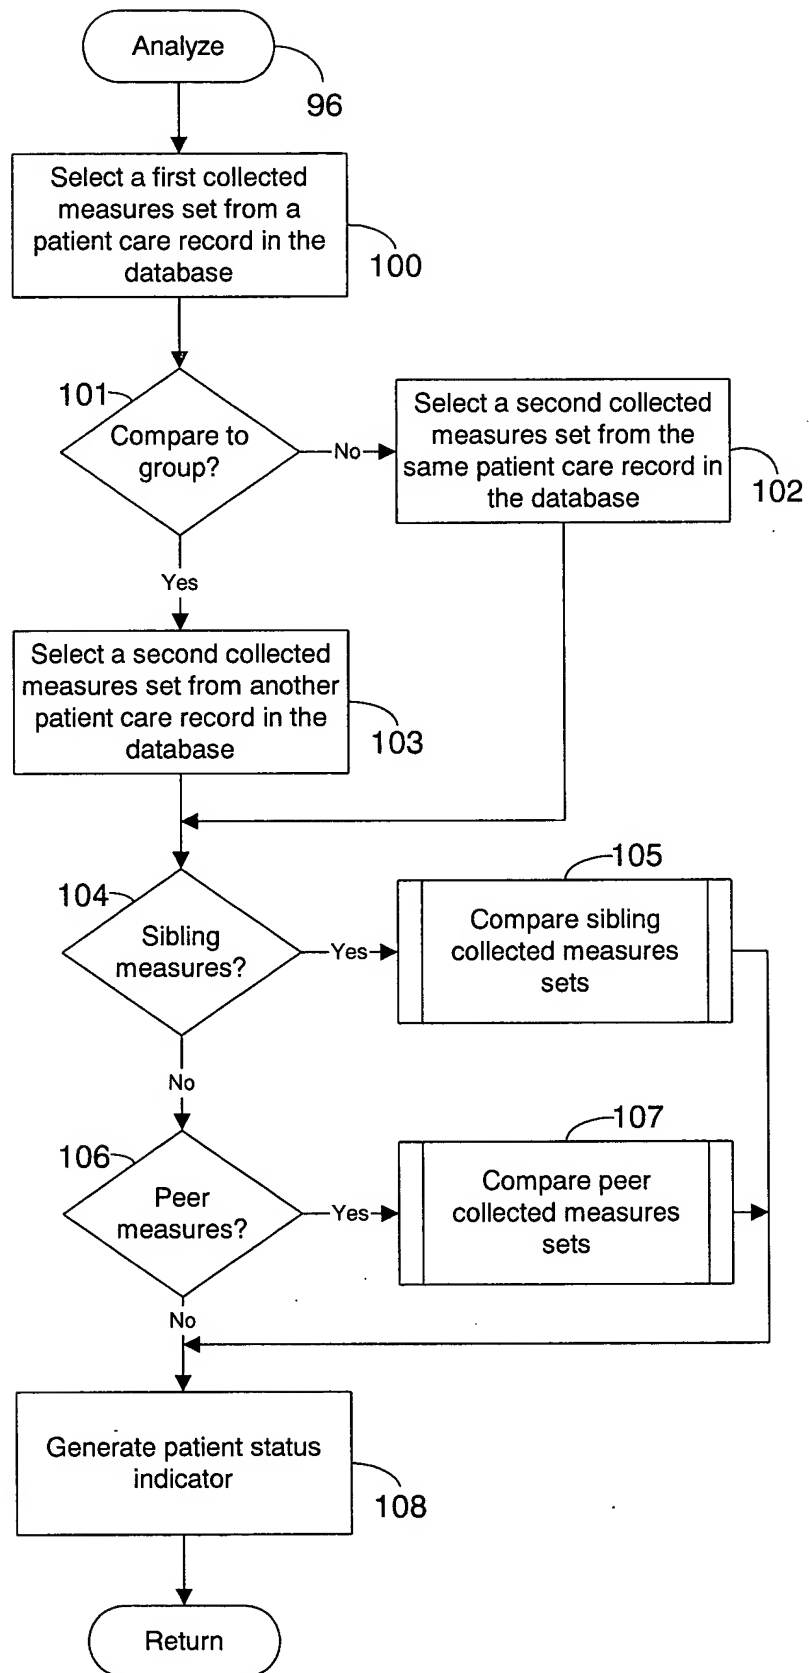 Analyze
96
Select a first collected
measures set from a
patient care record in the
database
100
101
Compare to
group?
No
Select a second collected
measures set from the
same patient care record in
the database
102
Yes
Select a second collected
measures set from another
patient care record in the
database
103
104
Sibling
measures?
Yes
105
Compare sibling
collected measures
sets
No
106
Peer
measures?
Yes
107
Compare peer
collected measures
sets
No
Generate patient status
indicator
108
Return